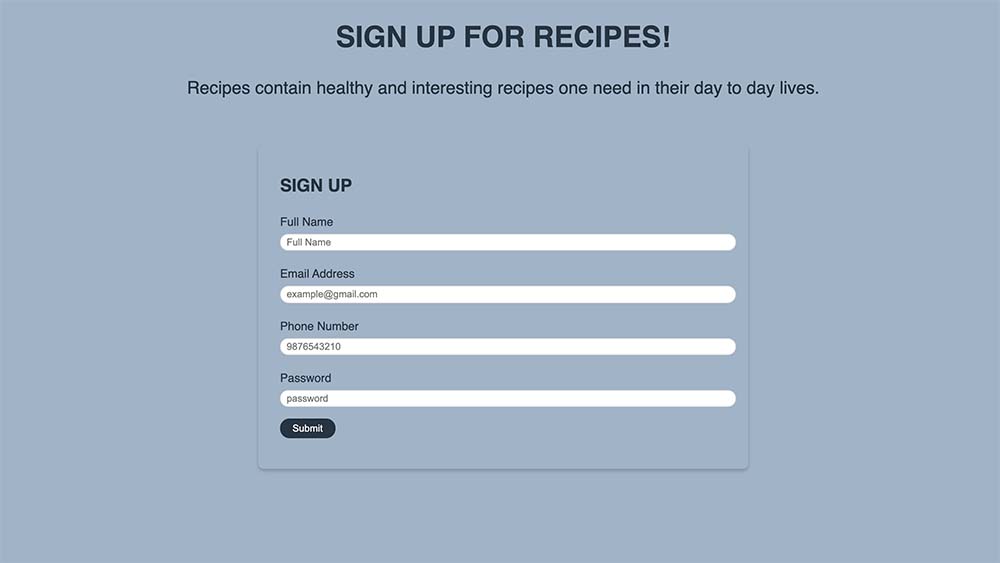 SIGN UP FOR RECIPES!
Recipes contain healthy and interesting recipes one need in their day to day lives.
SIGN UP
Full Name
Full Name
Email Address
example@gmail.com
Phone Number
9876543210
Password
password
Submit